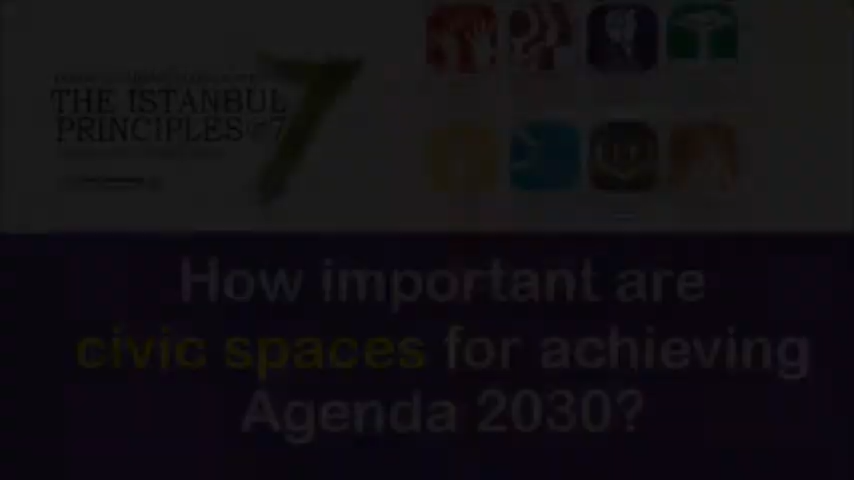 THE ISTANBUL
PRINCIPLES
7
How important are
civic spaces for achieving
Agenda 2030?